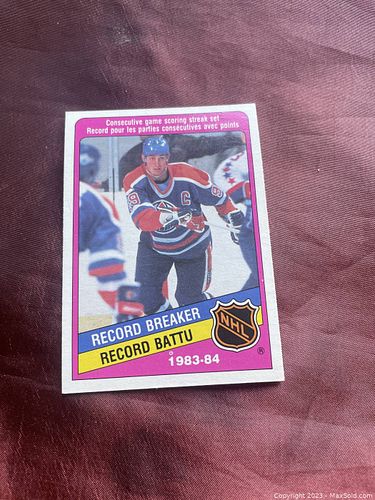 Consecutive game scoring streak set
Record pour les parties consécutives avec points
C
99
RECORD BREAKER
RECORD BATTU
NHL
®
1983-84
Copyright 2023 - MaxSold.com